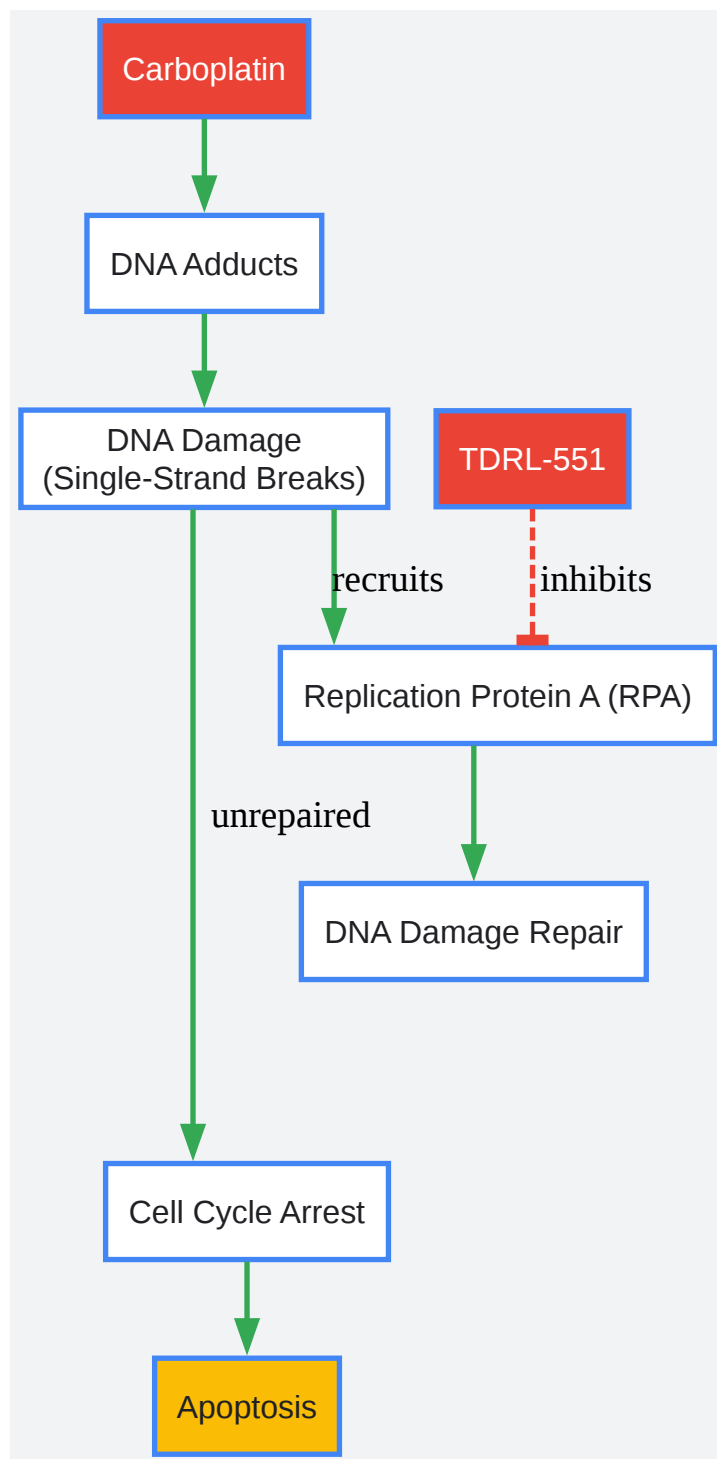 Carboplatin
DNA Adducts
DNA Damage
(Single-Strand Breaks)
TDRL-551
recruits
inhibits
Replication Protein A (RPA)
unrepaired
DNA Damage Repair
Cell Cycle Arrest
Apoptosis